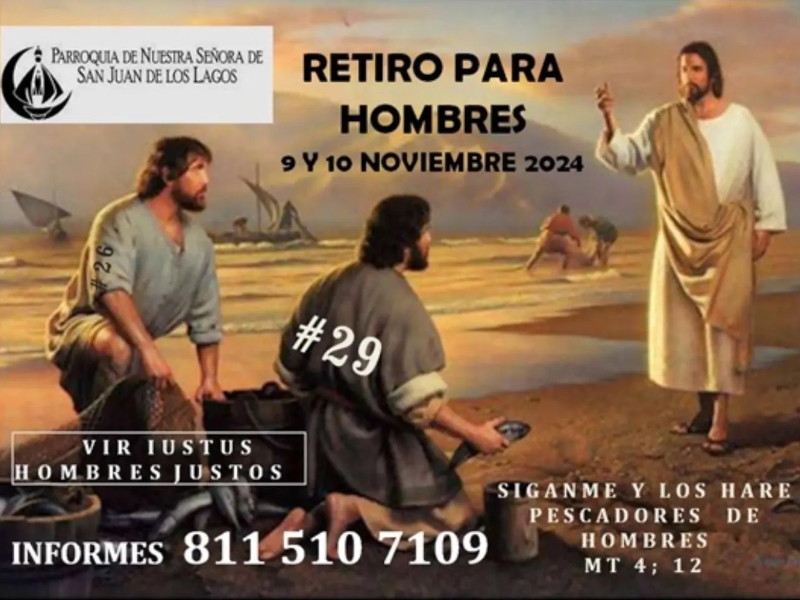 PARROQUIA DE NUESTRA SEÑORA DE
SAN JUAN DE LOS LAGOS
RETIRO PARA
HOMBRES
9 Y 10 NOVIEMBRE 2024
#26
#29
VIR IUSTUS
HOMBRES JUSTOS
SIGANME Y LOS HARE
PESCADORES DE
HOMBRES
MT 4; 12
INFORMES 811 510 7109